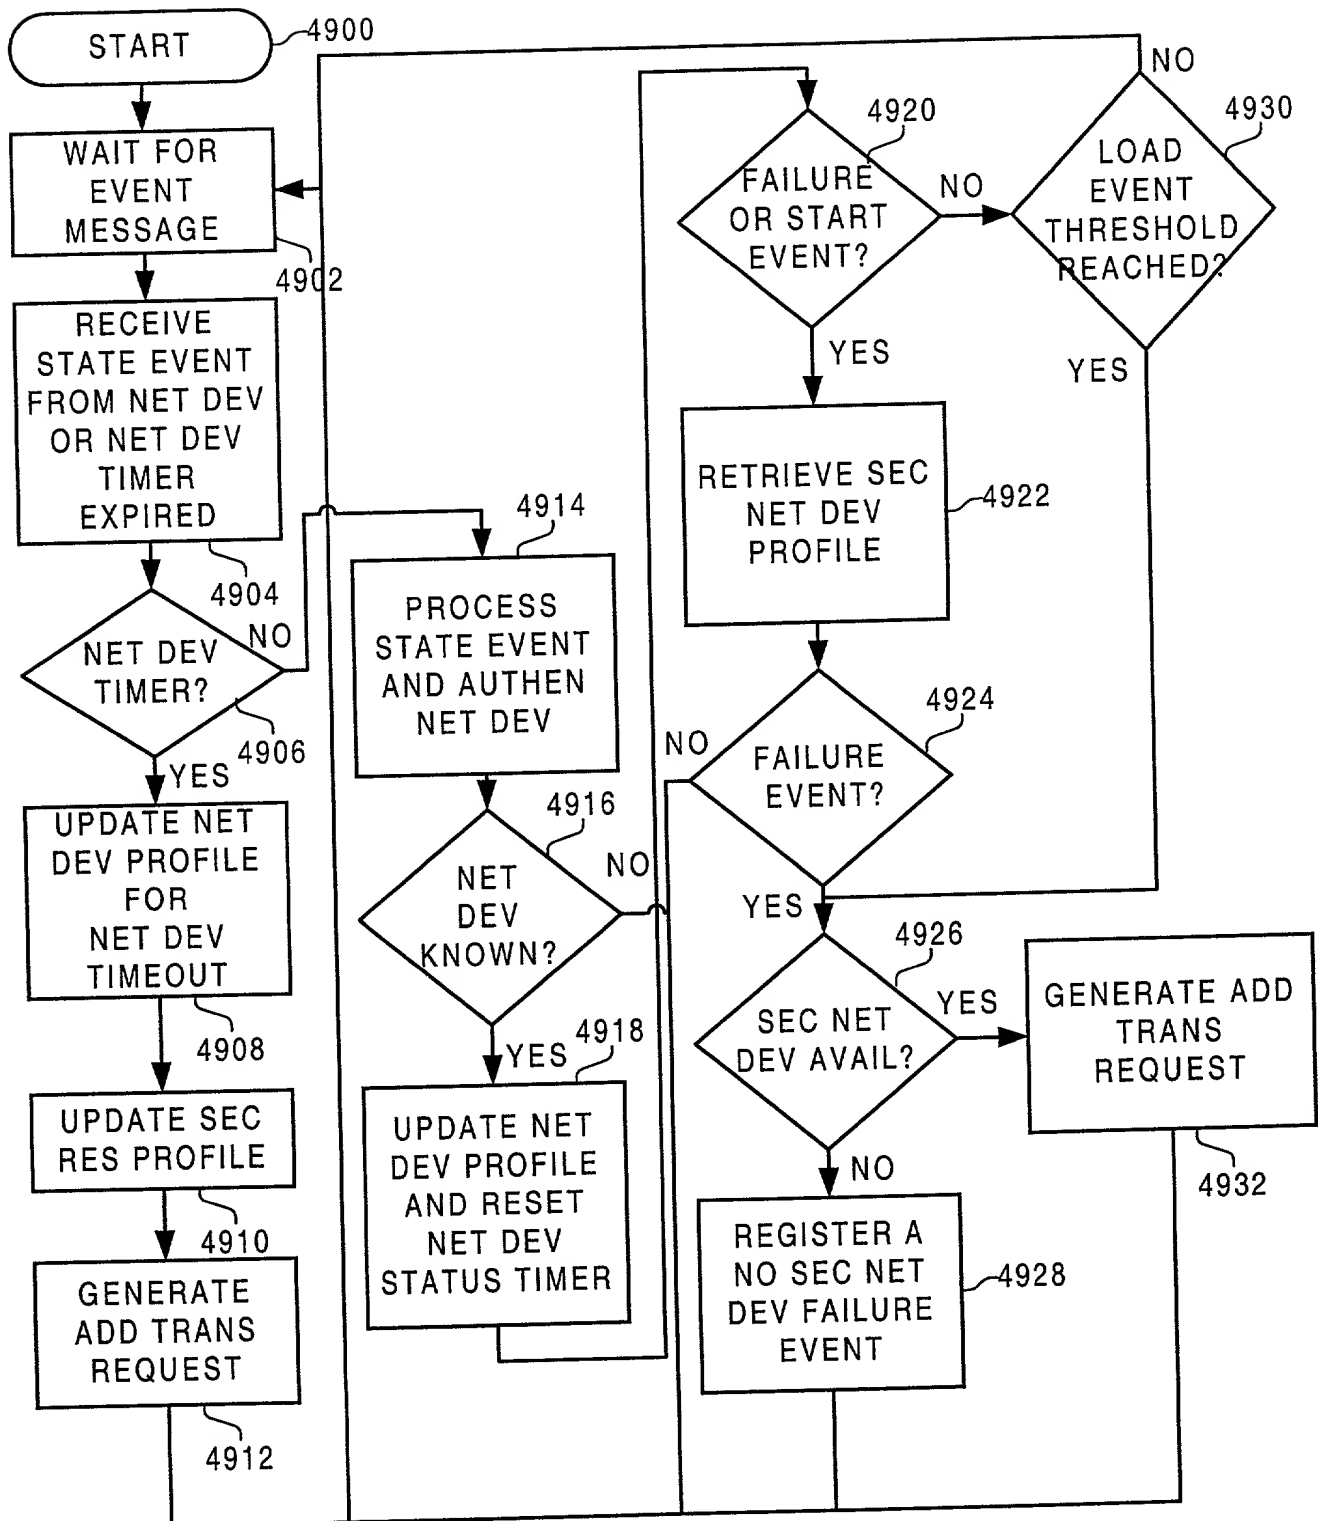 START
4900
WAIT FOR
EVENT
MESSAGE
4902
RECEIVE
STATE EVENT
FROM NET DEV
OR NET DEV
TIMER
EXPIRED
4904
NET DEV
TIMER?
NO
4906
YES
UPDATE NET
DEV PROFILE
FOR
NET DEV
TIMEOUT
4908
UPDATE SEC
RES PROFILE
4910
GENERATE
ADD TRANS
REQUEST
4912
4914
PROCESS
STATE EVENT
AND AUTHEN
NET DEV
4916
NET
DEV
KNOWN?
NO
YES
4918
UPDATE NET
DEV PROFILE
AND RESET
NET DEV
STATUS TIMER
4920
FAILURE
OR START
EVENT?
NO
YES
RETRIEVE SEC
NET DEV
PROFILE
4922
4924
FAILURE
EVENT?
NO
YES
4926
SEC NET
DEV AVAIL?
YES
NO
REGISTER A
NO SEC NET
DEV FAILURE
EVENT
4928
NO
4930
LOAD
EVENT
THRESHOLD
REACHED?
YES
GENERATE ADD
TRANS
REQUEST
4932